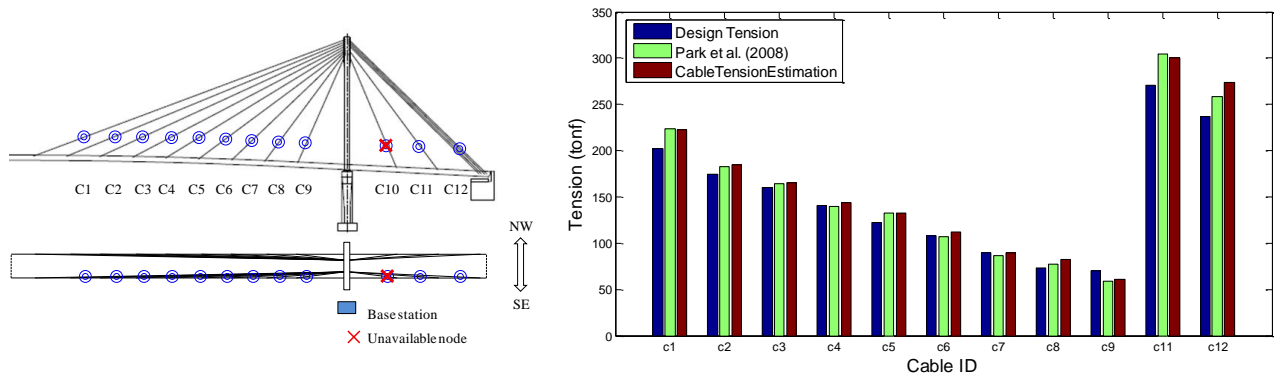 C1 C2 C3 C4 C5 C6 C7 C8 C9 C10 C11 C12
NW
SE
Base station
Unavailable node
350
300
250
200
150
100
50
0
Tension (tonf)
Design Tension
Park et al. (2008)
CableTensionEstimation
c1 c2 c3 c4 c5 c6 c7 c8 c9 c11 c12
Cable ID